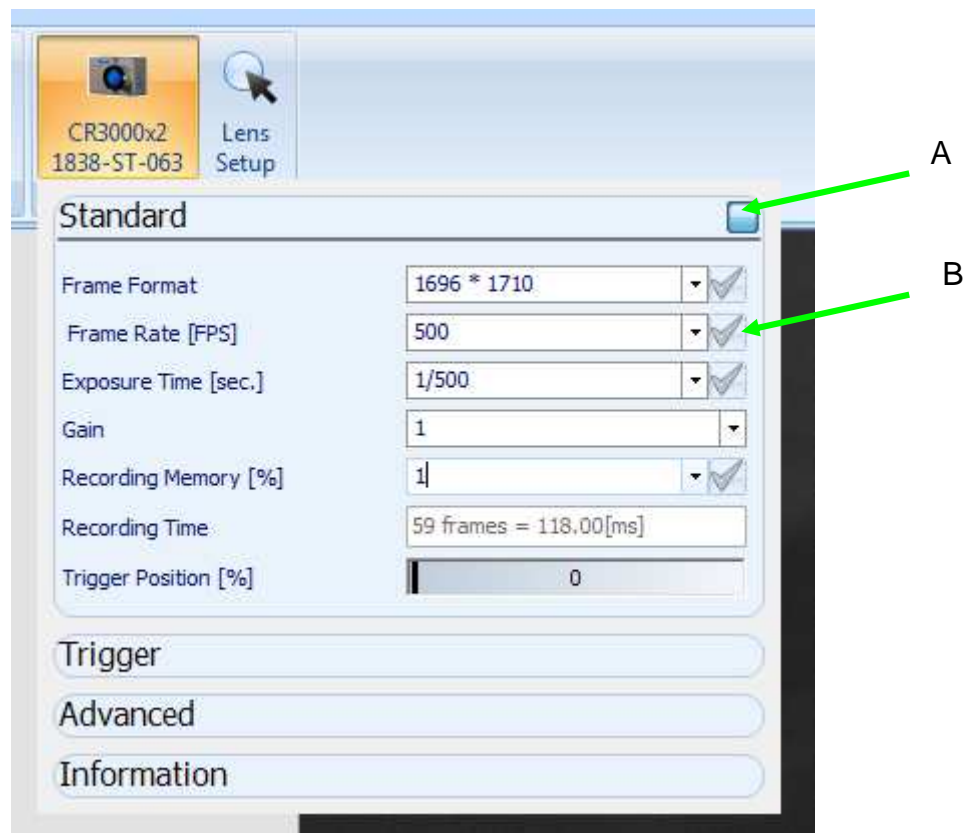 CR3000x2
1838-ST-063
Lens
Setup
A
Standard
B
Frame Format 1696 * 1710
Frame Rate [FPS] 500
Exposure Time [sec.] 1/500
Gain 1
Recording Memory [%] 1
Recording Time 59 frames = 118.00[ms]
Trigger Position [%] 0
Trigger
Advanced
Information